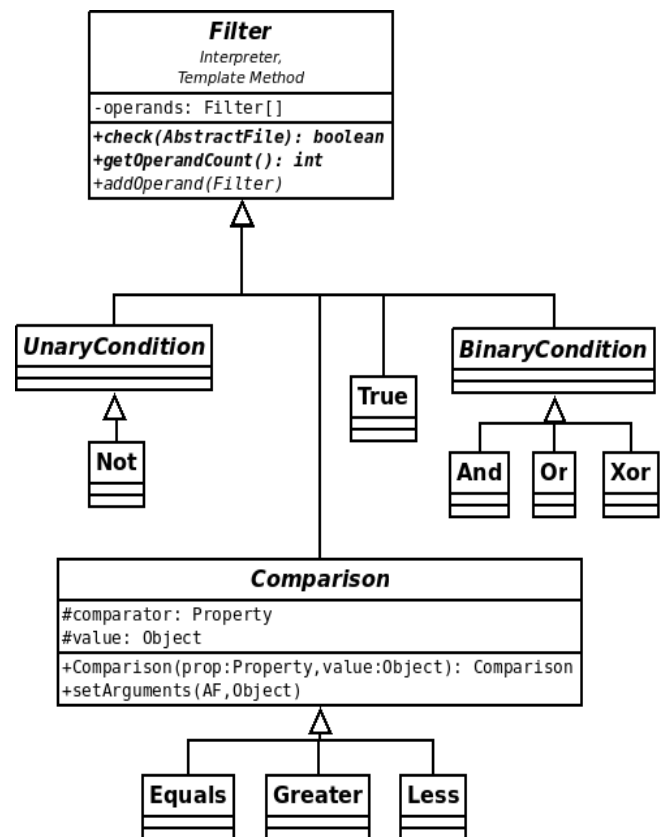 Filter
Interpreter,
Template Method
-operands: Filter[]
+check(AbstractFile): boolean
+getOperandCount(): int
+addOperand(Filter)
UnaryCondition
BinaryCondition
True
Not
And
Or
Xor
Comparison
#comparator: Property
#value: Object
+Comparison(prop:Property,value:Object): Comparison
+setArguments(AF,Object)
Equals
Greater
Less